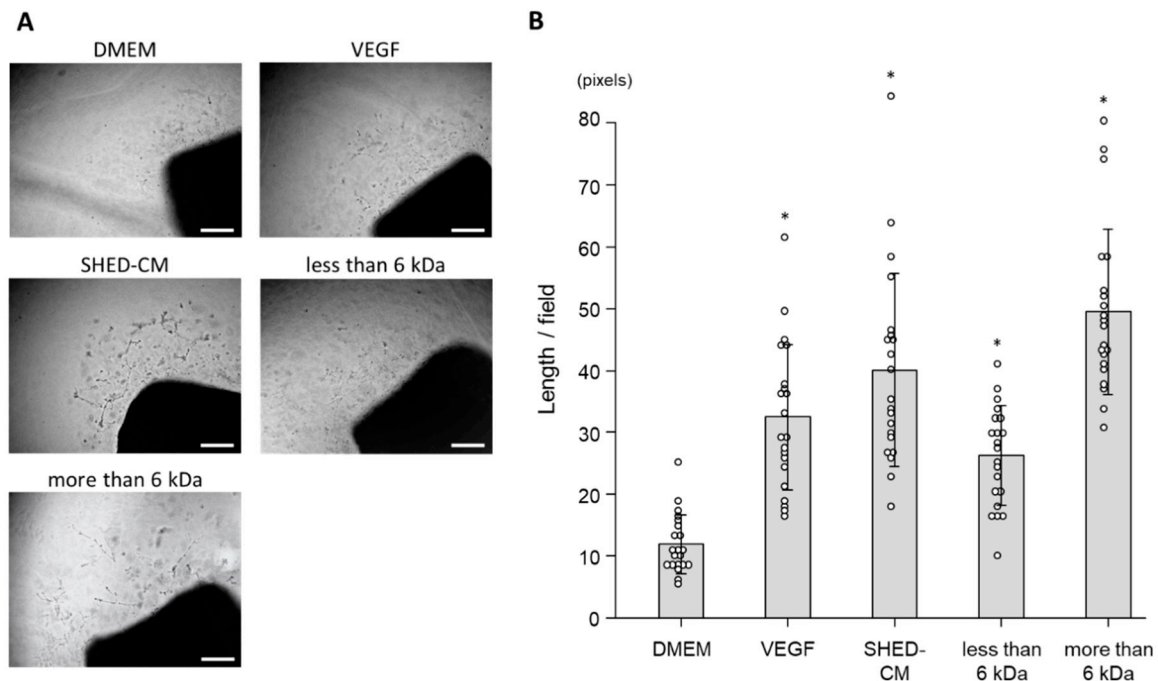 A
DMEM
VEGF
SHED-CM
less than 6 kDa
more than 6 kDa
B
(pixels)
Length / field
80
70
60
50
40
30
20
10
0
*
*
*
*
DMEM
VEGF
SHED-
CM
less than
6 kDa
more than
6 kDa